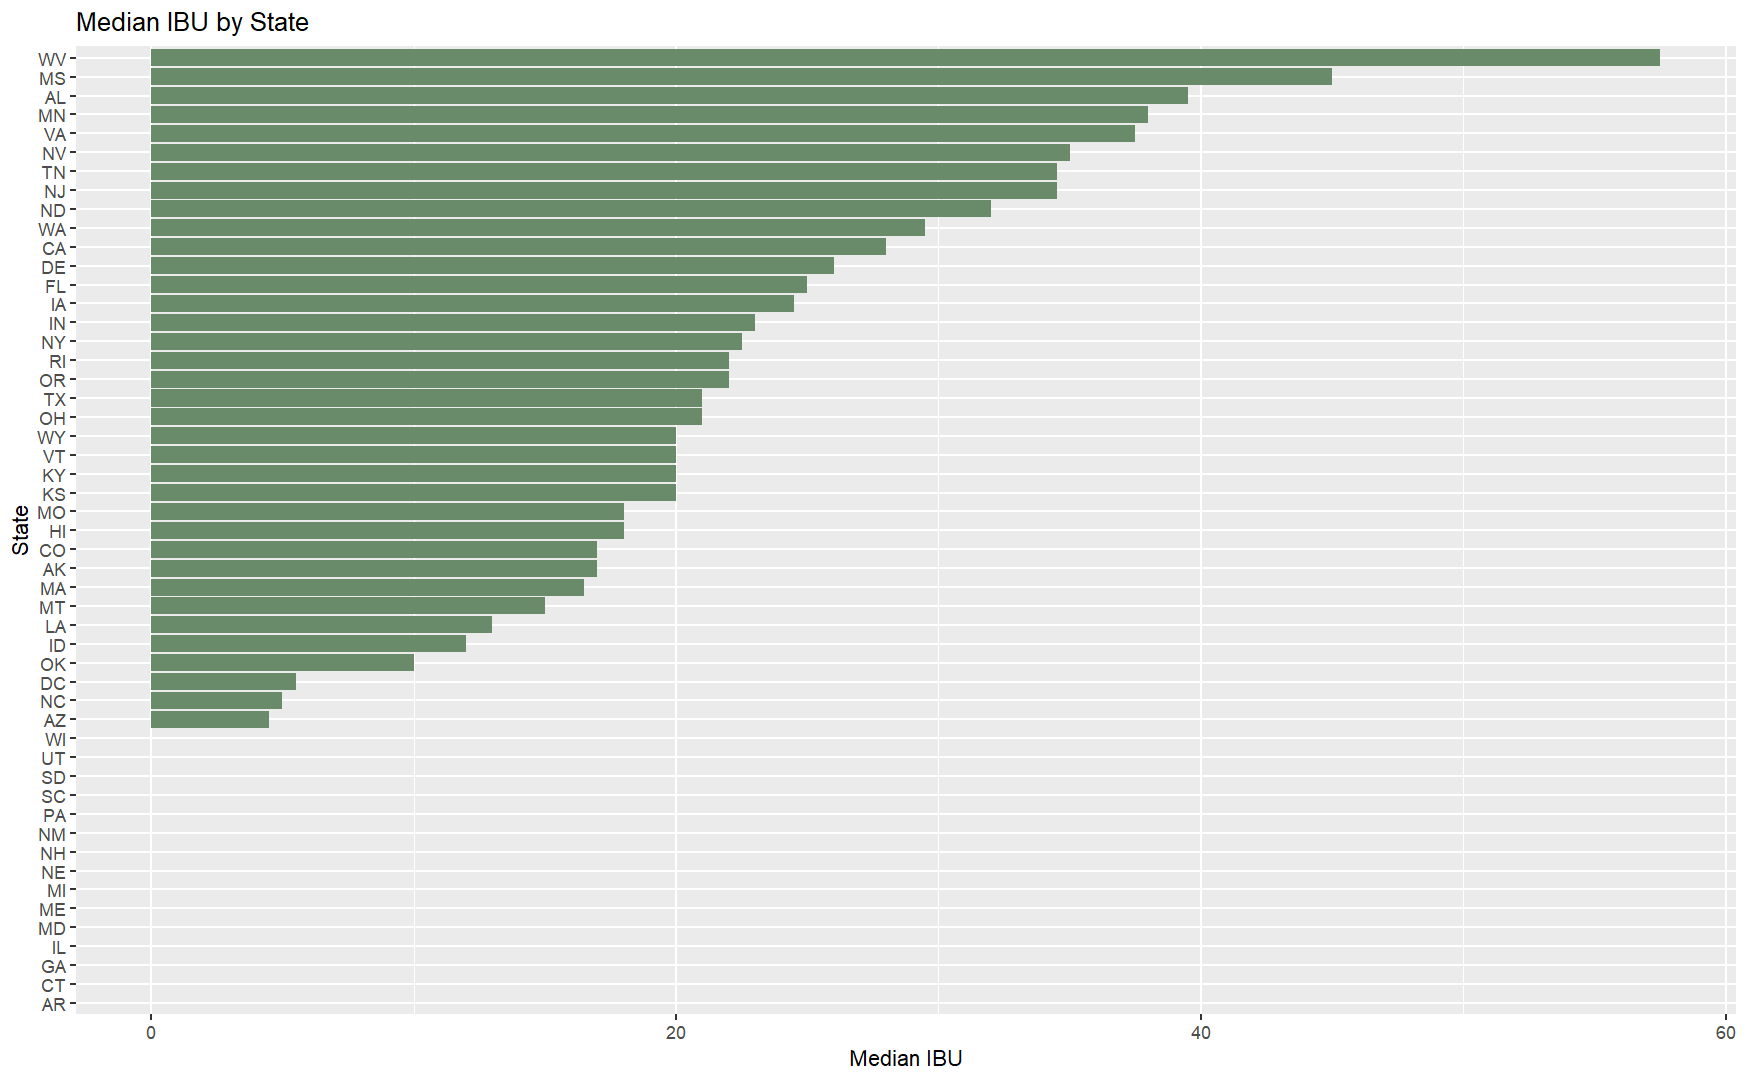 Median IBU by State
WV
MS
AL
MN
VA
NV
TN
NJ
ND
WA
CA
DE
FL
IA
IN
NY
RI
OR
TX
OH
WY
VT
KY
KS
MO
HI
CO
AK
MA
MT
LA
ID
OK
DC
NC
AZ
WI
UT
SD
SC
PA
NM
NH
NE
MI
ME
MD
IL
GA
CT
AR
State
0 20 40 60
Median IBU